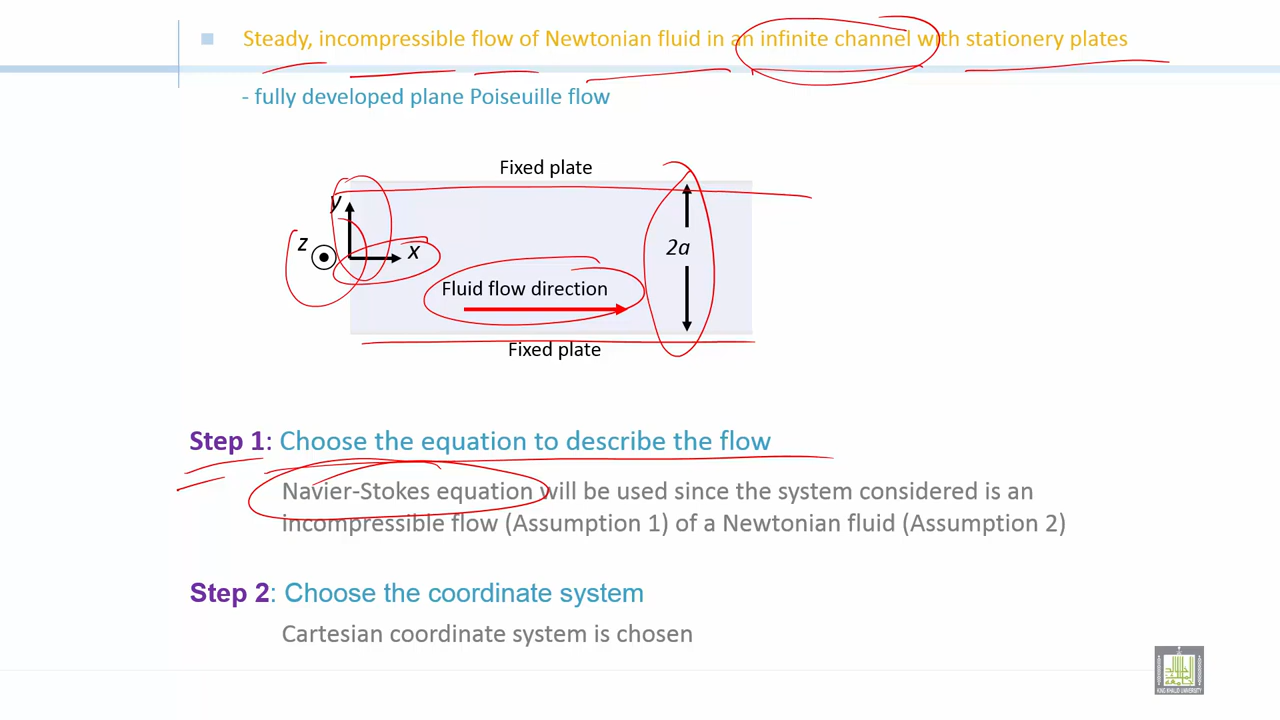 Steady, incompressible flow of Newtonian fluid in an infinite channel with stationery plates
- fully developed plane Poiseuille flow
Fixed plate
y
z
x
2a
Fluid flow direction
Fixed plate
Step 1: Choose the equation to describe the flow
Navier-Stokes equation will be used since the system considered is an
incompressible flow (Assumption 1) of a Newtonian fluid (Assumption 2)
Step 2: Choose the coordinate system
Cartesian coordinate system is chosen
KING KHALID UNIVERSITY